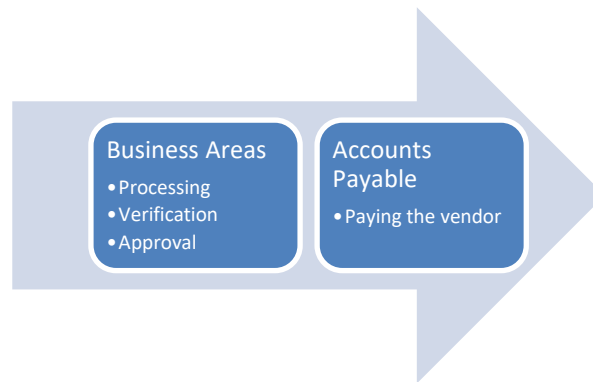 Business Areas
•Processing
•Verification
•Approval
Accounts
Payable
•Paying the vendor